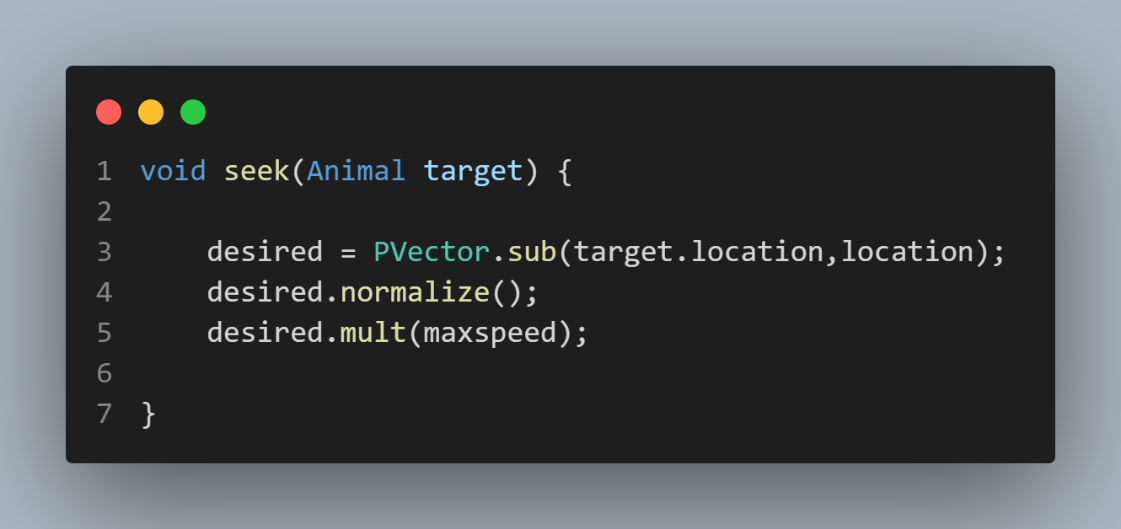 1 void seek(Animal target) {
2
3     desired = PVector.sub(target.location,location);
4     desired.normalize();
5     desired.mult(maxspeed);
6
7 }